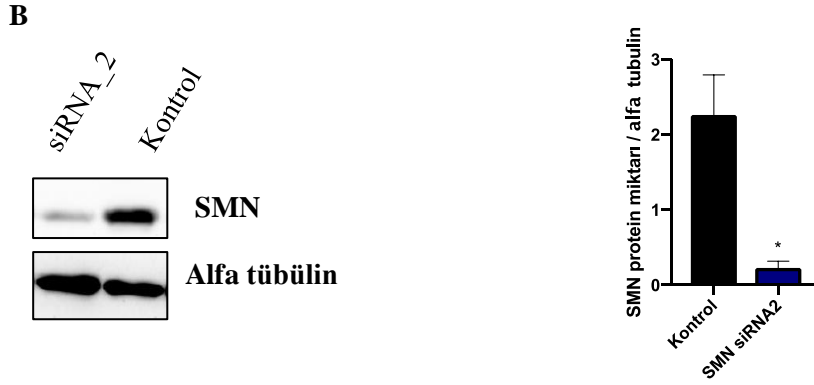 B
siRNA_2
Kontrol
SMN
Alfa tübülin
SMN protein miktarı / alfa tubulin
3
2
1
0
*
Kontrol
SMN siRNA2